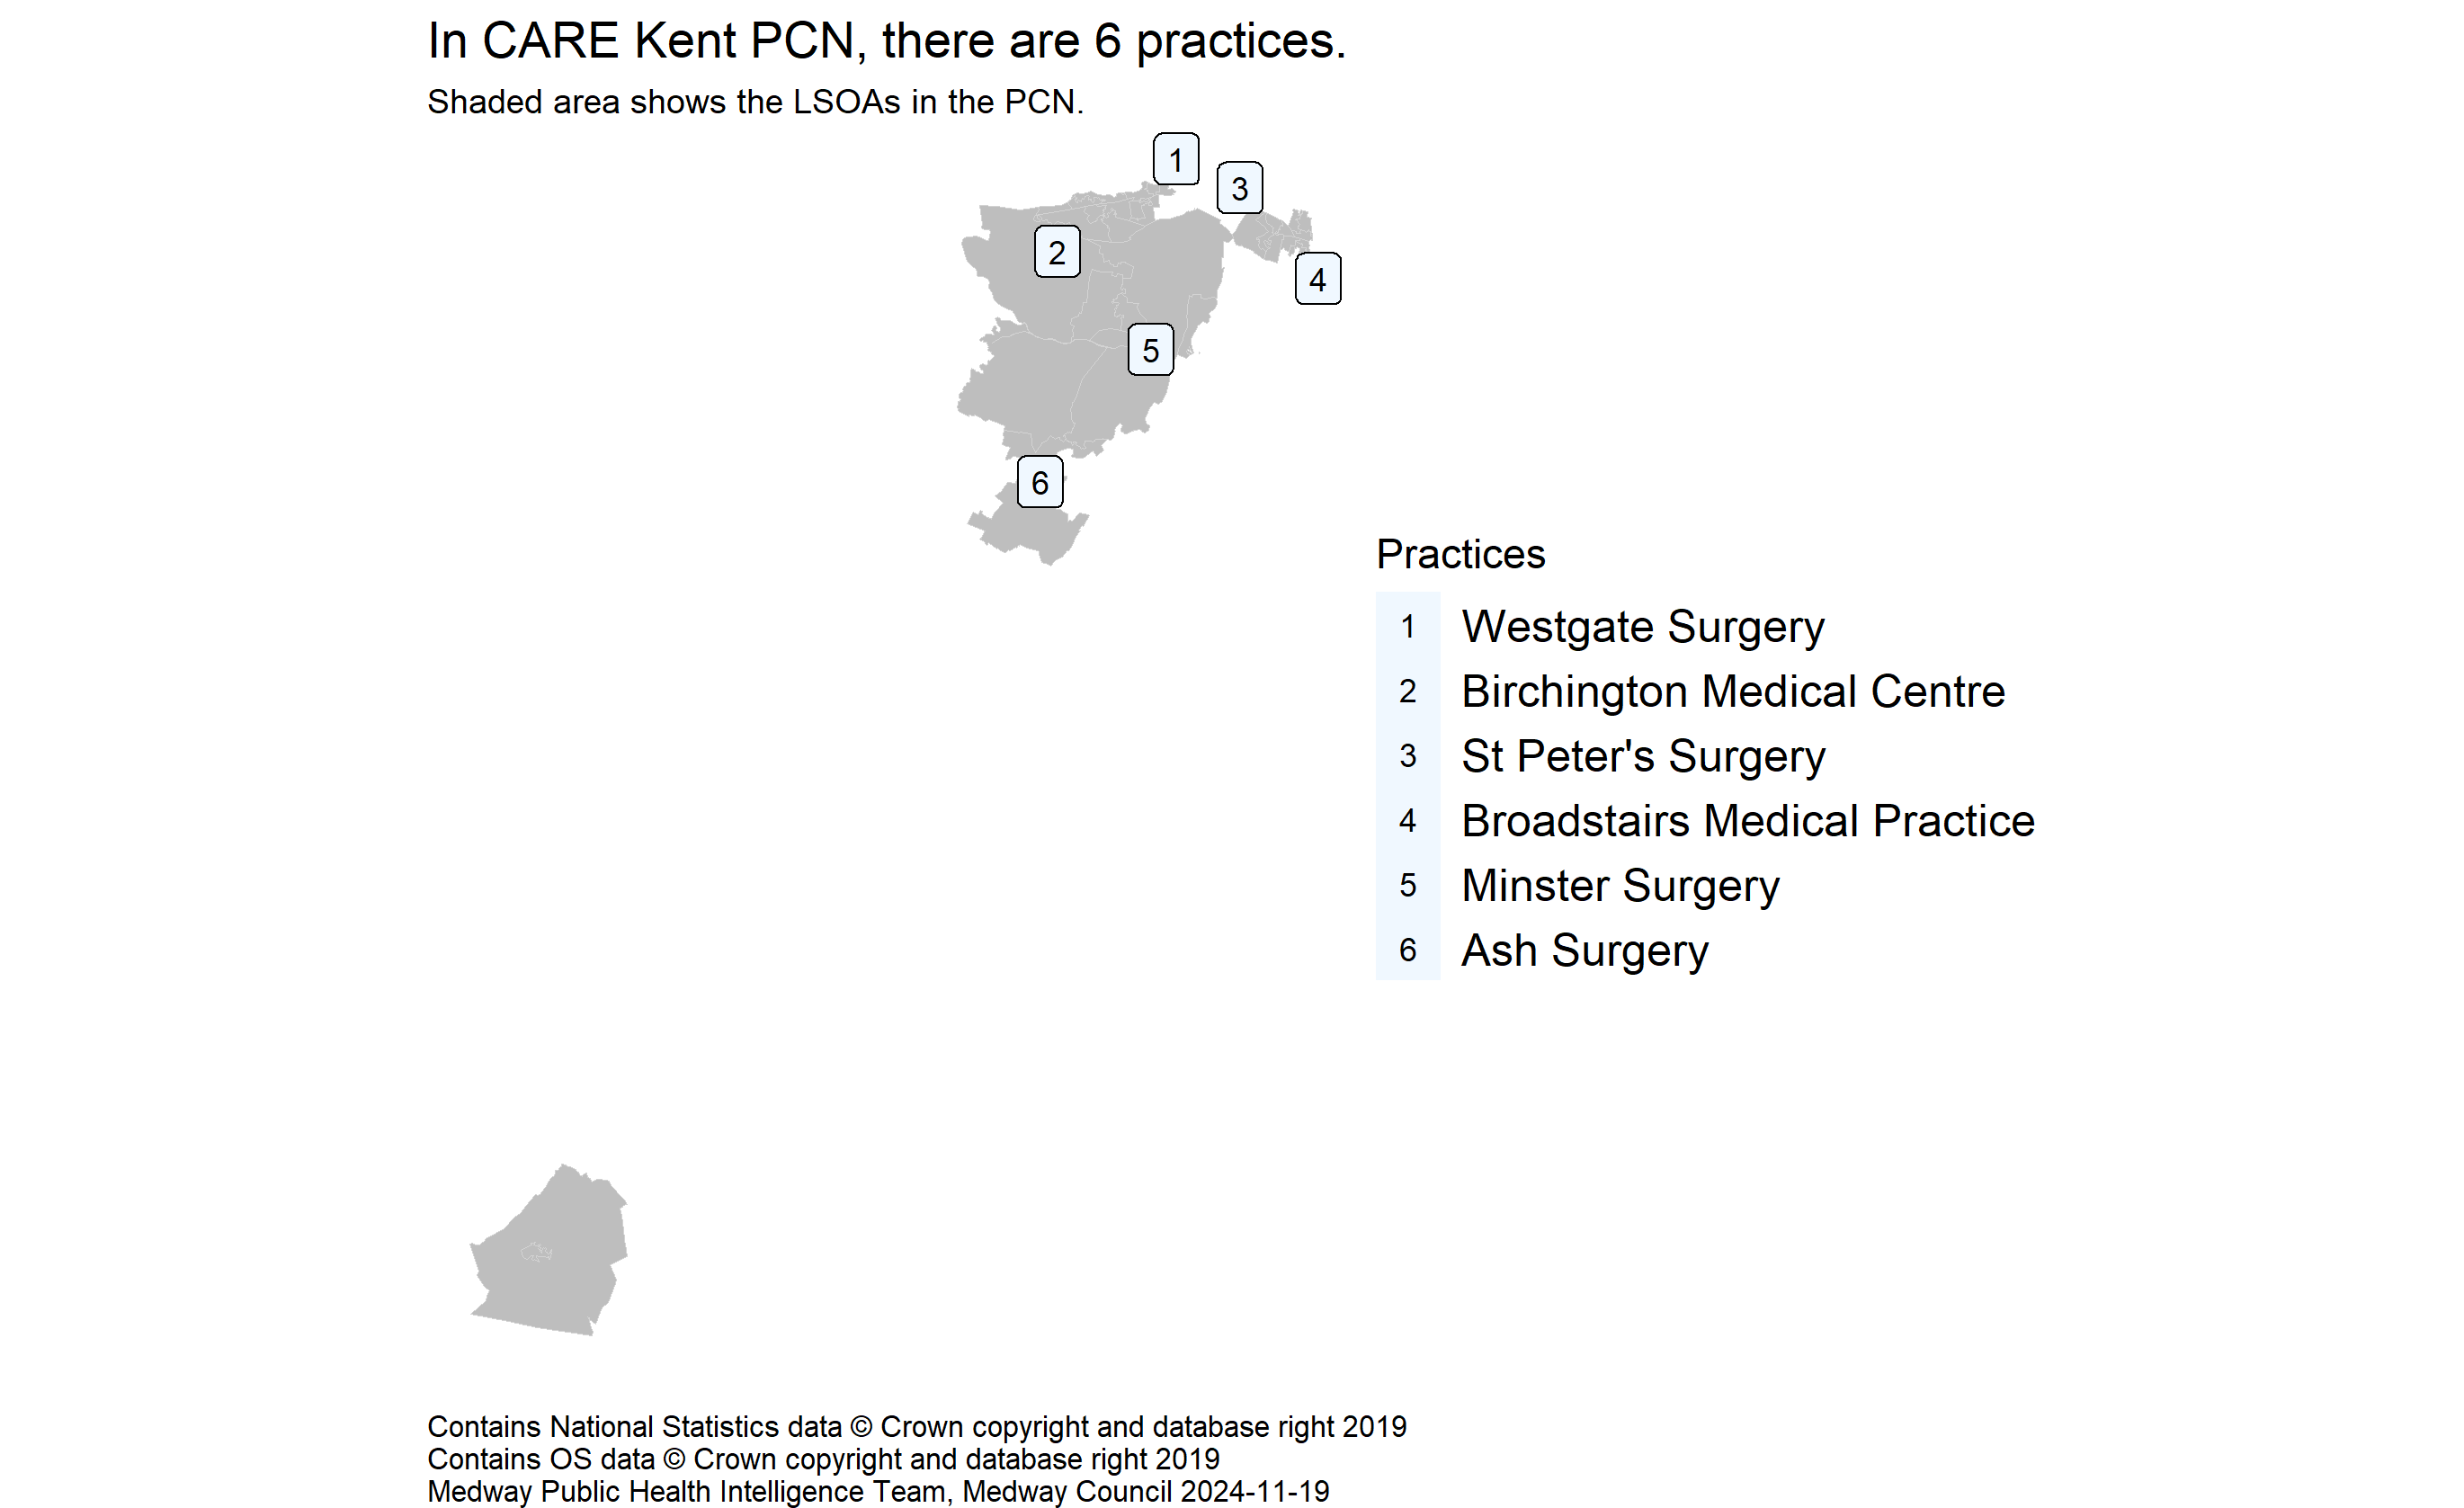 In CARE Kent PCN, there are 6 practices.
Shaded area shows the LSOAs in the PCN.
1
3
2
4
5
6
Practices
1 Westgate Surgery
2 Birchington Medical Centre
3 St Peter's Surgery
4 Broadstairs Medical Practice
5 Minster Surgery
6 Ash Surgery
Contains National Statistics data © Crown copyright and database right 2019
Contains OS data © Crown copyright and database right 2019
Medway Public Health Intelligence Team, Medway Council 2024-11-19